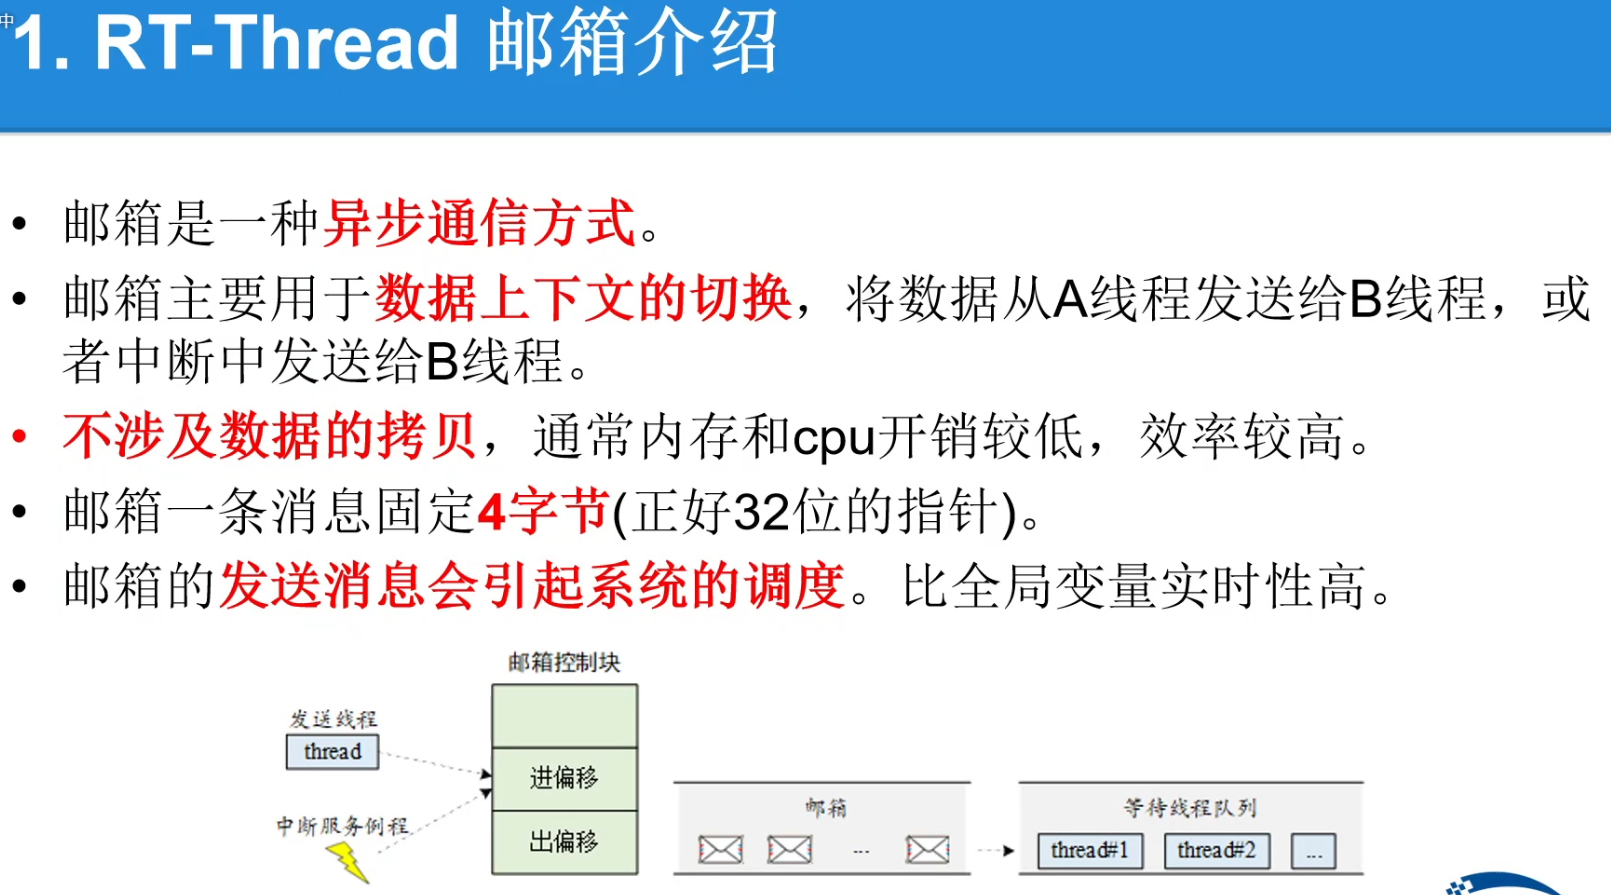 中
1. RT-Thread 邮箱介绍
• 邮箱是一种异步通信方式。
• 邮箱主要用于数据上下文的切换，将数据从A线程发送给B线程，或
者中断中发送给B线程。
• 不涉及数据的拷贝，通常内存和cpu开销较低，效率较高。
• 邮箱一条消息固定4字节(正好32位的指针)。
• 邮箱的发送消息会引起系统的调度。比全局变量实时性高。
邮箱控制块
发送线程
thread
进偏移
中断服务例程
出偏移
邮箱
...
等待线程队列
thread#1 thread#2 ...